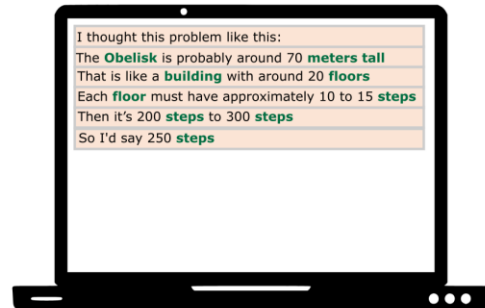 I thought this problem like this:
The Obelisk is probably around 70 meters tall
That is like a building with around 20 floors
Each floor must have approximately 10 to 15 steps
Then it's 200 steps to 300 steps
So I'd say 250 steps